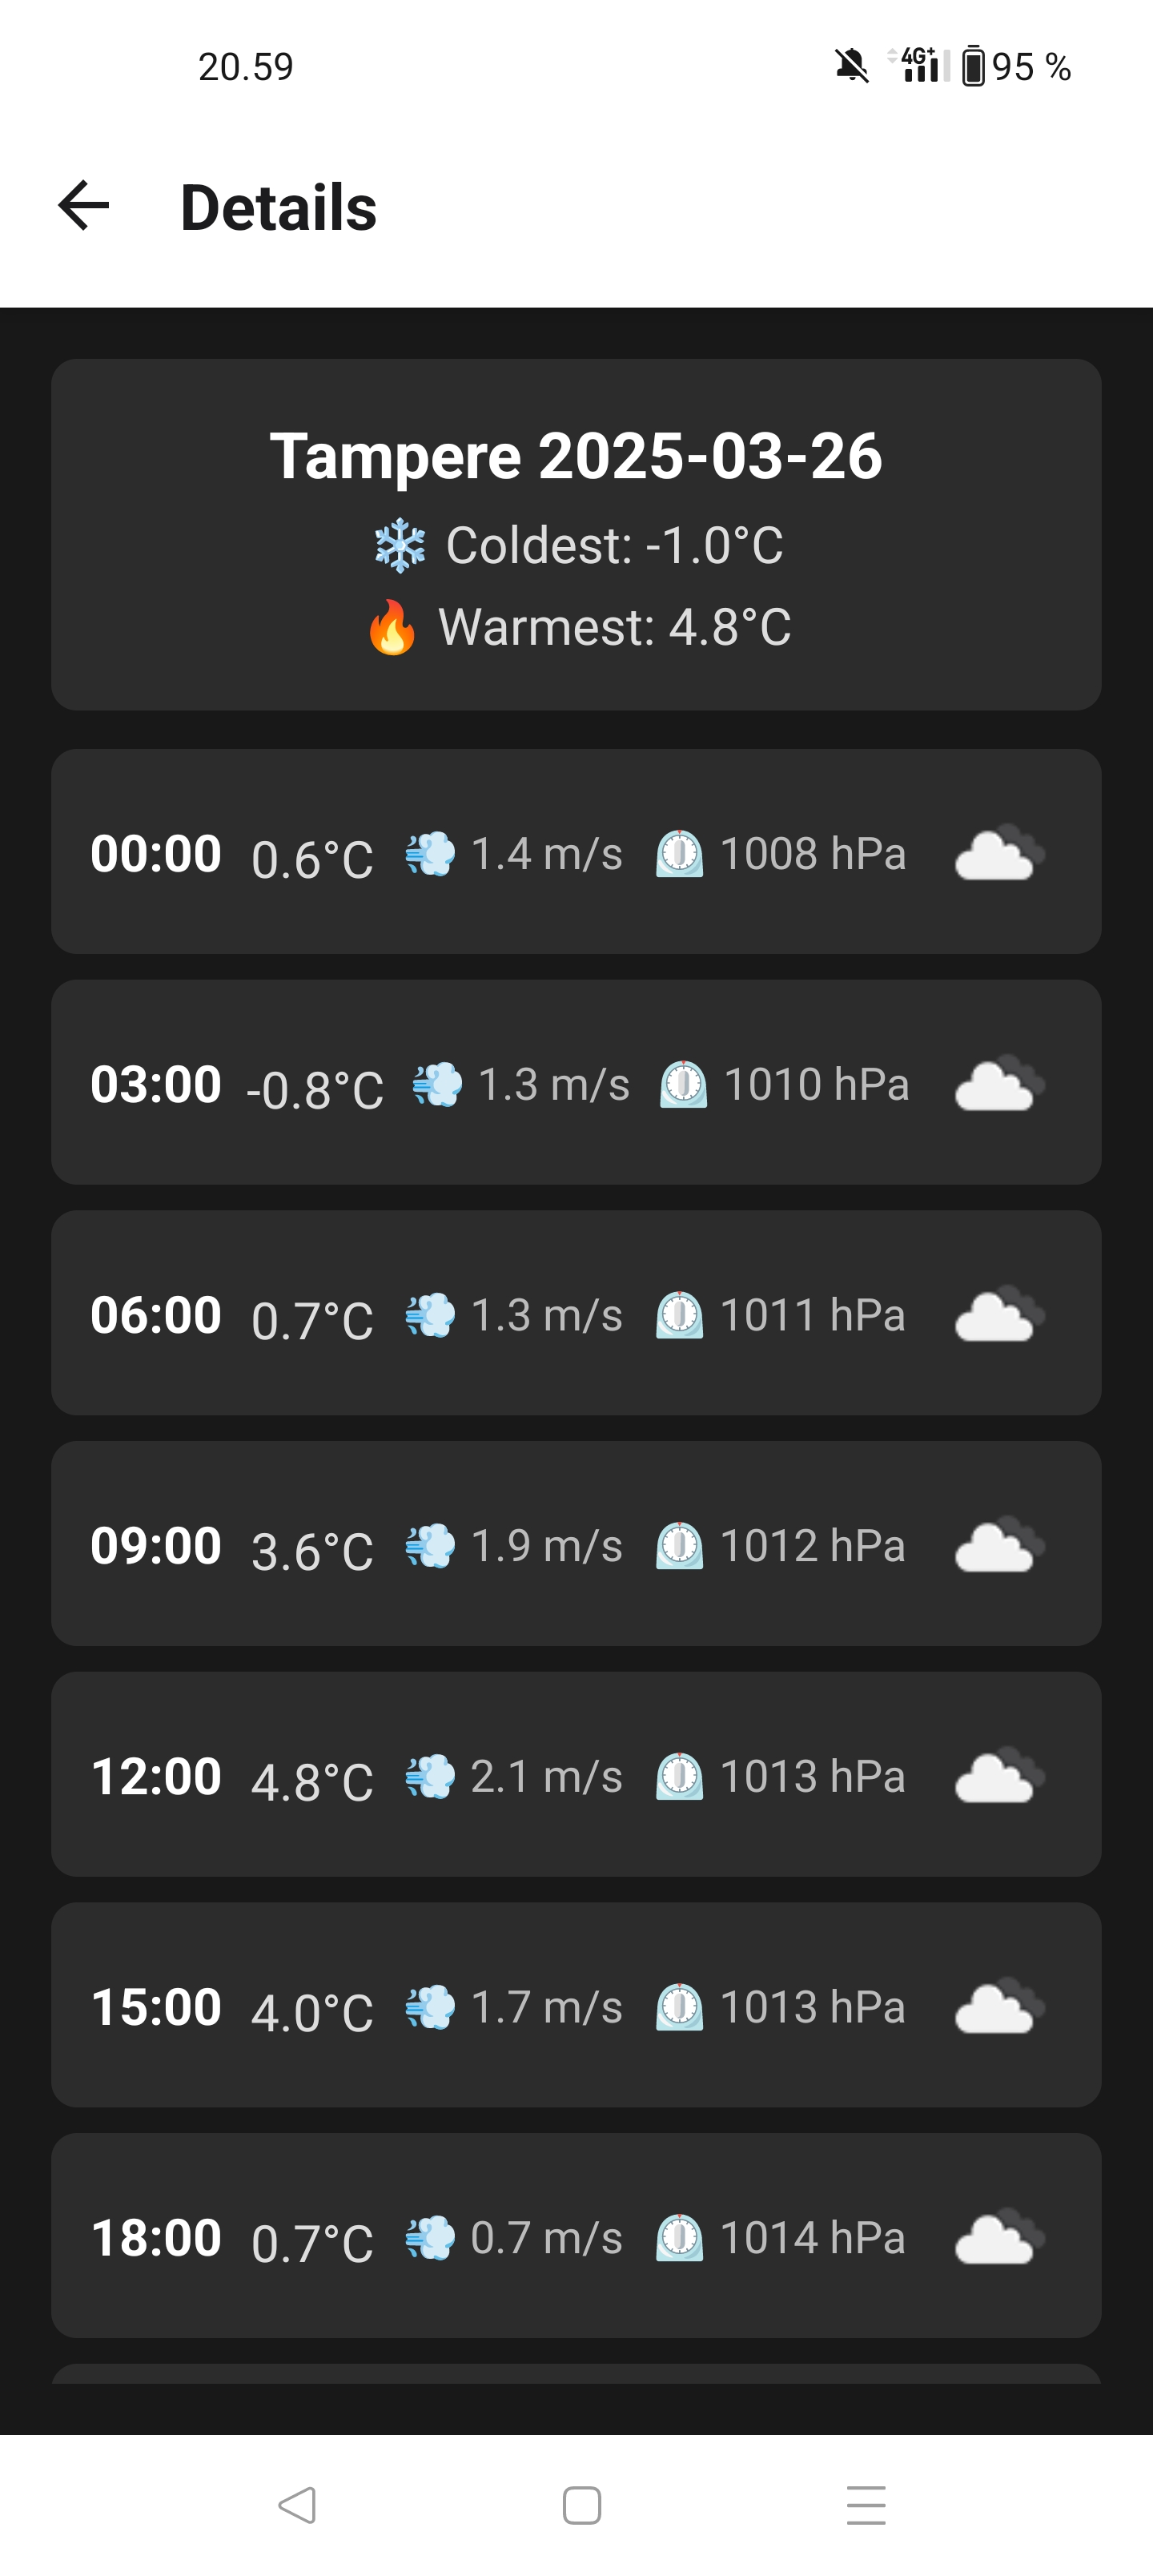 20.59 4G+ 95 %
Details
Tampere 2025-03-26
Coldest: -1.0°C
Warmest: 4.8°C
00:00 0.6°C 1.4 m/s 1008 hPa
03:00 -0.8°C 1.3 m/s 1010 hPa
06:00 0.7°C 1.3 m/s 1011 hPa
09:00 3.6°C 1.9 m/s 1012 hPa
12:00 4.8°C 2.1 m/s 1013 hPa
15:00 4.0°C 1.7 m/s 1013 hPa
18:00 0.7°C 0.7 m/s 1014 hPa